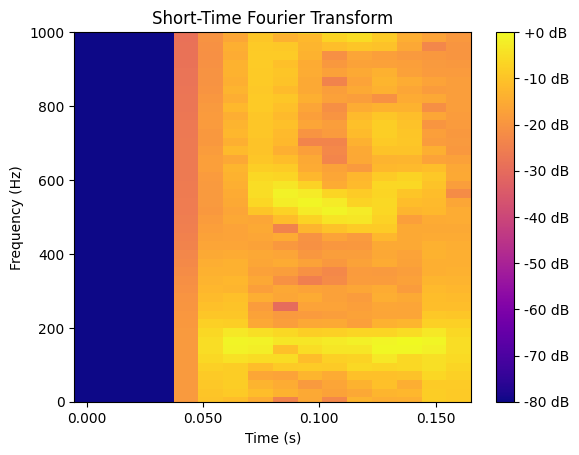 Short-Time Fourier Transform
1000
800
600
400
200
0
Frequency (Hz)
0.000
0.050
0.100
0.150
Time (s)
+0 dB
-10 dB
-20 dB
-30 dB
-40 dB
-50 dB
-60 dB
-70 dB
-80 dB